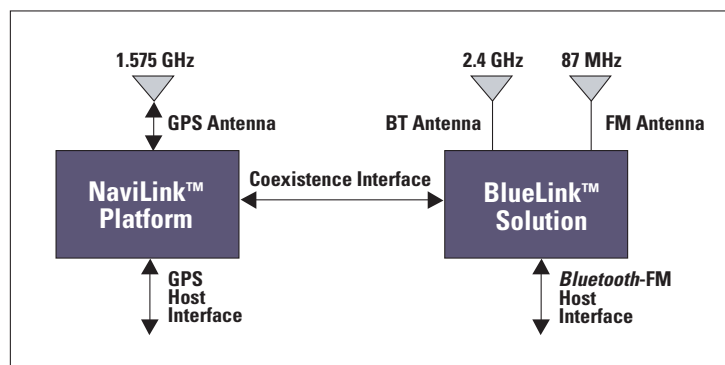 1.575 GHz
2.4 GHz
87 MHz
GPS Antenna
BT Antenna
FM Antenna
NaviLink™
Platform
Coexistence Interface
BlueLink™
Solution
GPS
Host
Interface
Bluetooth-FM
Host
Interface